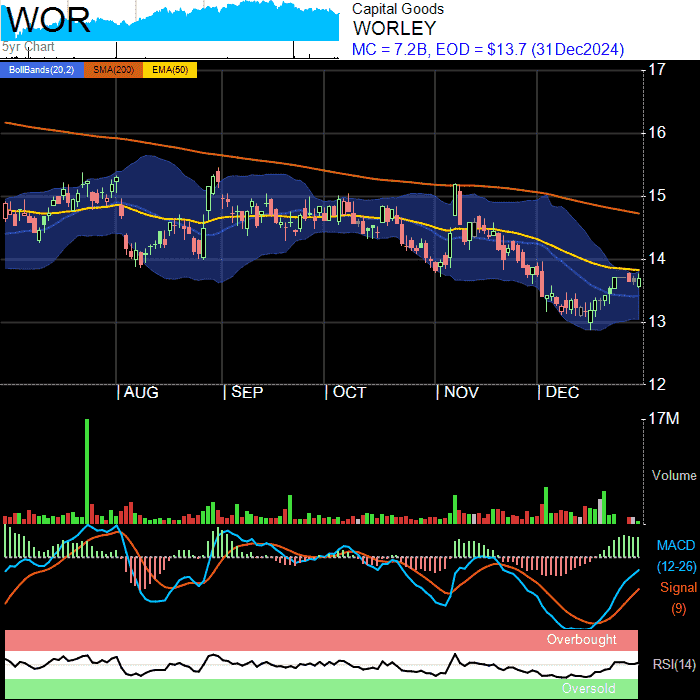 WOR
5yr Chart
Capital Goods
WORLEY
MC = 7.2B, EOD = $13.7 (31Dec2024)
BollBands(20,2) SMA(200) EMA(50)
17
16
15
14
13
12
| AUG | SEP | OCT | NOV | DEC
17M
Volume
MACD
(12-26)
Signal
(9)
Overbought
RSI(14)
Oversold